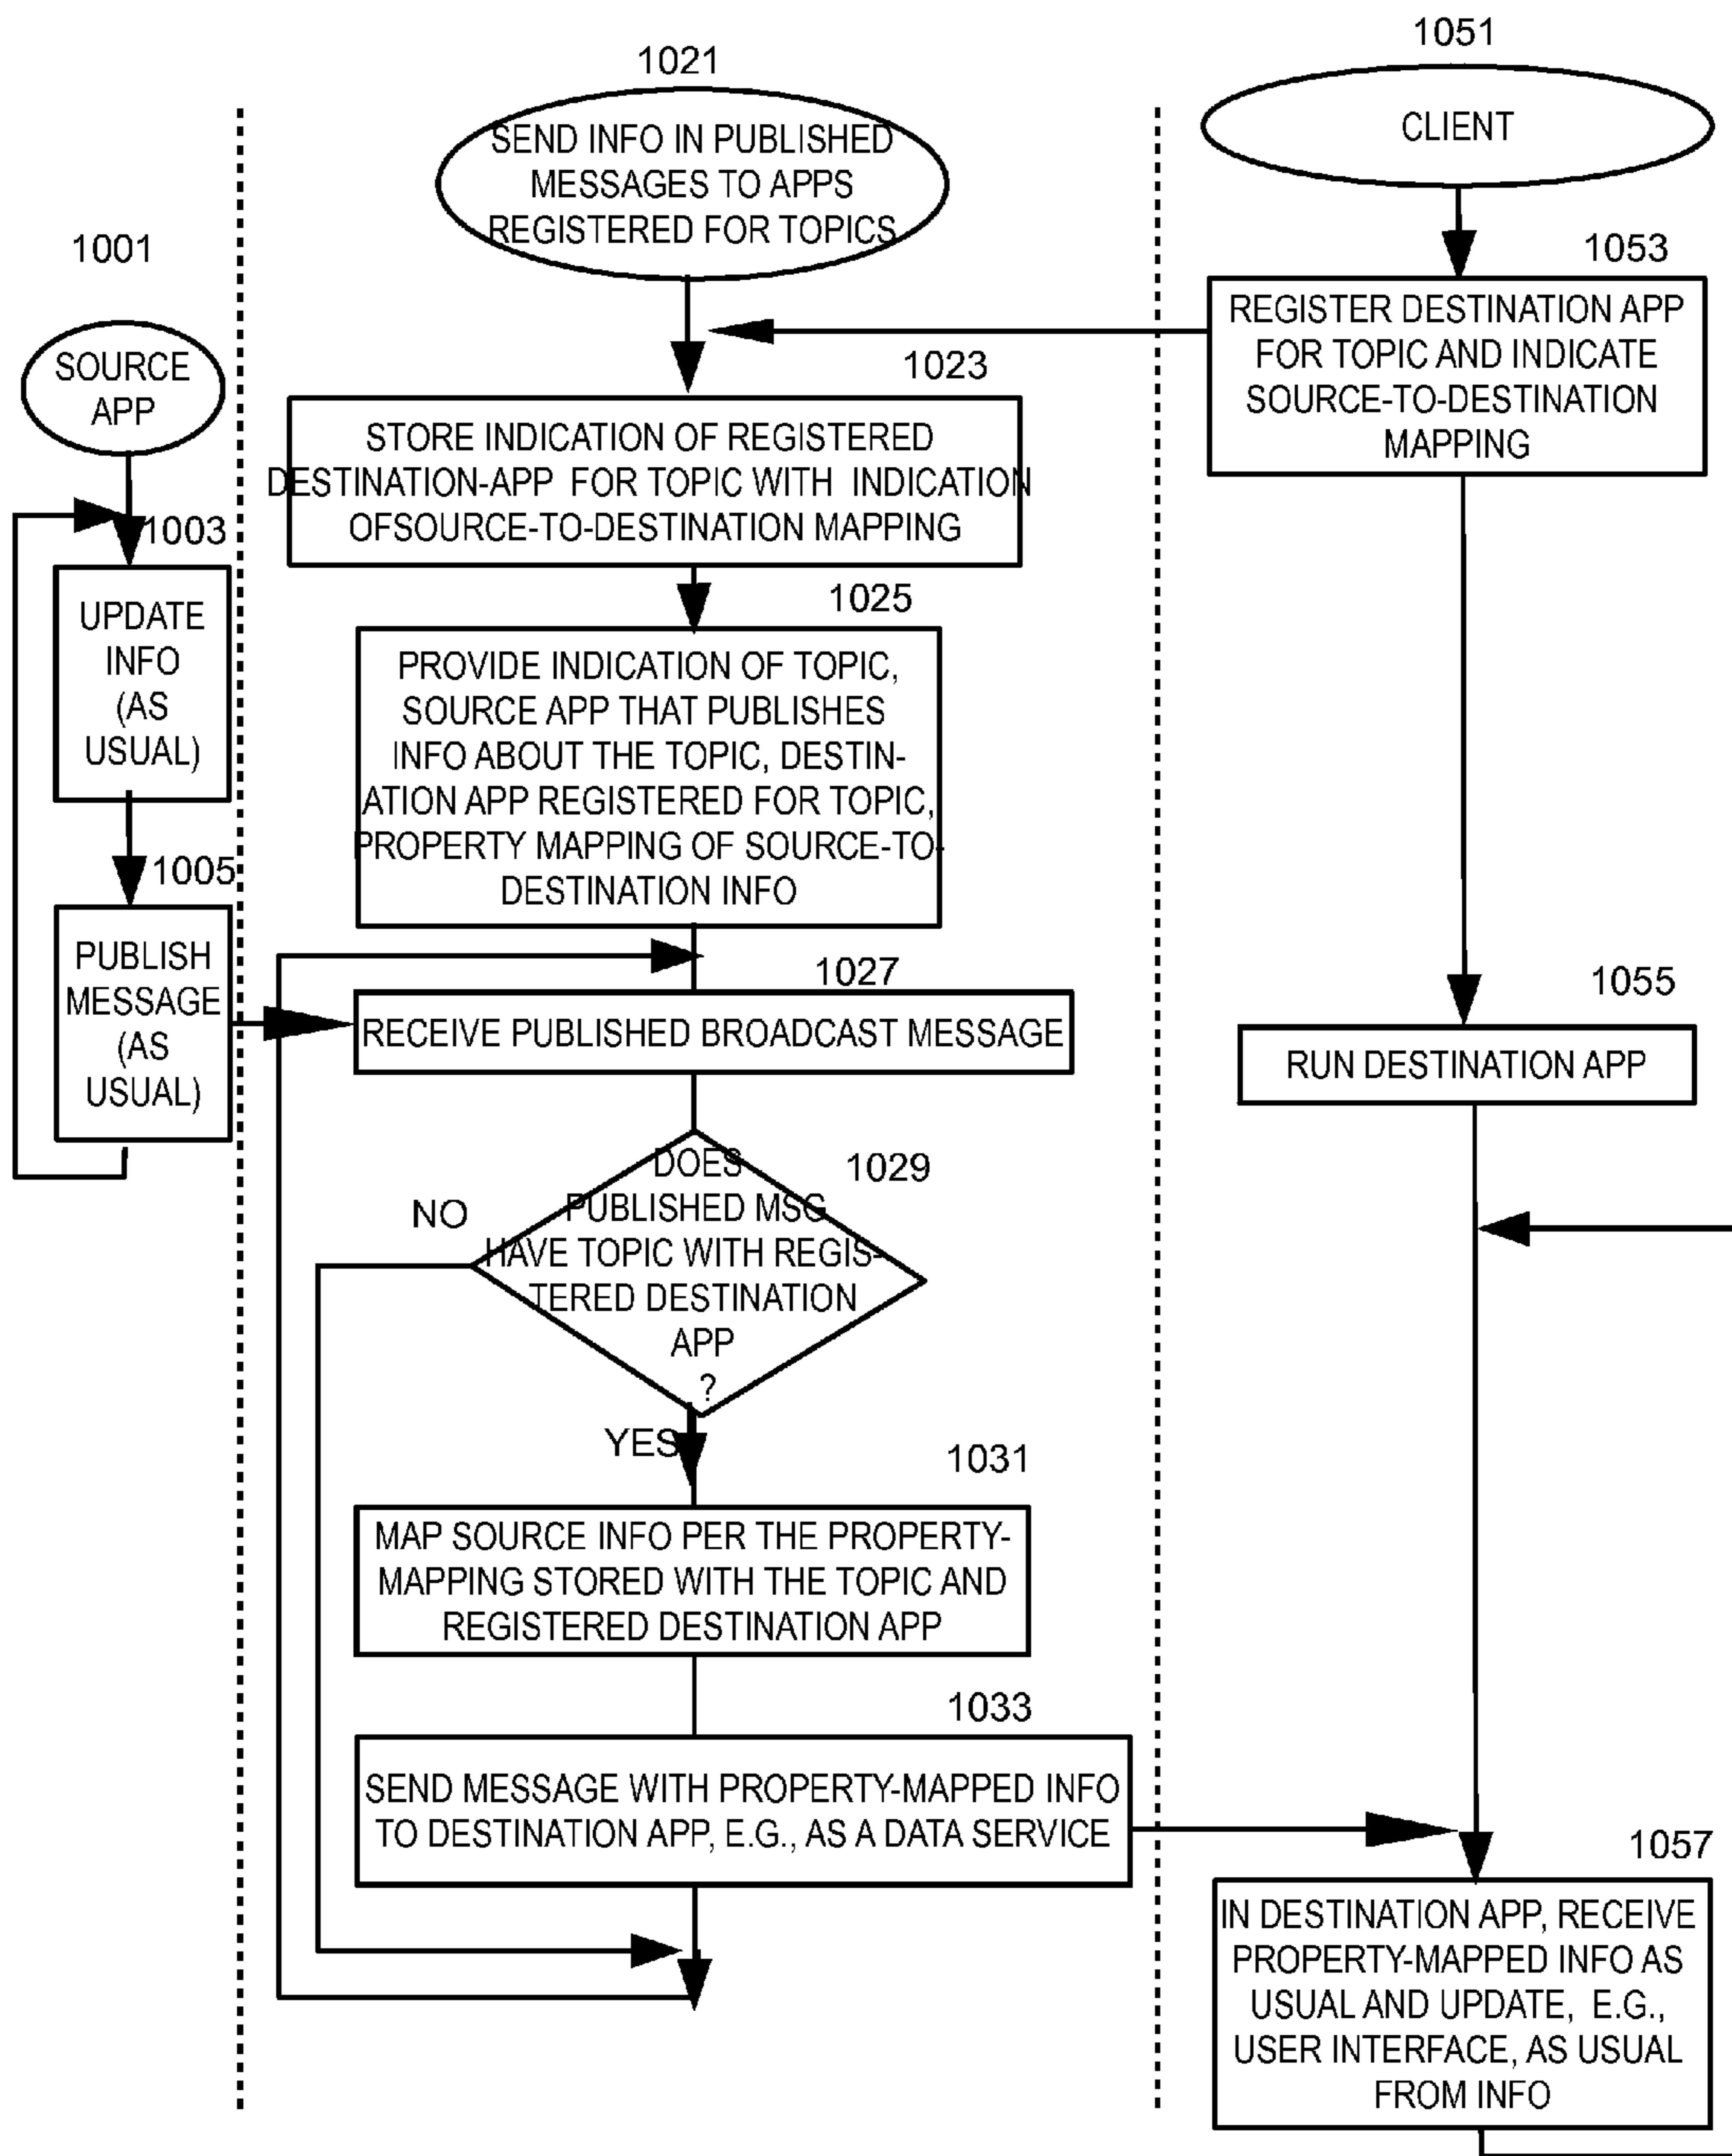 1001
SOURCE
APP
1003
UPDATE
INFO
(AS
USUAL)
1005
PUBLISH
MESSAGE
(AS
USUAL)
1021
SEND INFO IN PUBLISHED
MESSAGES TO APPS
REGISTERED FOR TOPICS
1023
STORE INDICATION OF REGISTERED
DESTINATION-APP FOR TOPIC WITH INDICATION
OFSOURCE-TO-DESTINATION MAPPING
1025
PROVIDE INDICATION OF TOPIC,
SOURCE APP THAT PUBLISHES
INFO ABOUT THE TOPIC, DESTIN-
ATION APP REGISTERED FOR TOPIC,
PROPERTY MAPPING OF SOURCE-TO-
DESTINATION INFO
1027
RECEIVE PUBLISHED BROADCAST MESSAGE
1029
DOES
PUBLISHED MSG
HAVE TOPIC WITH REGIS-
TERED DESTINATION
APP
?
NO
YES
1031
MAP SOURCE INFO PER THE PROPERTY-
MAPPING STORED WITH THE TOPIC AND
REGISTERED DESTINATION APP
1033
SEND MESSAGE WITH PROPERTY-MAPPED INFO
TO DESTINATION APP, E.G., AS A DATA SERVICE
1051
CLIENT
1053
REGISTER DESTINATION APP
FOR TOPIC AND INDICATE
SOURCE-TO-DESTINATION
MAPPING
1055
RUN DESTINATION APP
1057
IN DESTINATION APP, RECEIVE
PROPERTY-MAPPED INFO AS
USUAL AND UPDATE, E.G.,
USER INTERFACE, AS USUAL
FROM INFO